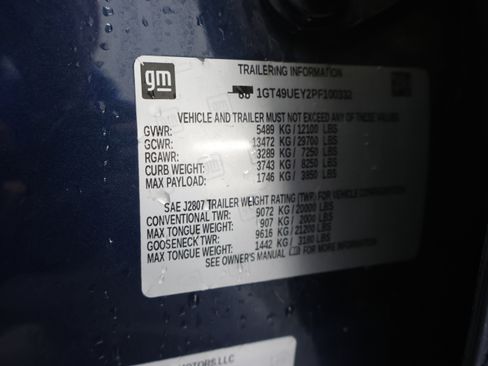 gm
TRAILERING INFORMATION
1GT49UEY2PF100332
VEHICLE AND TRAILER MUST NOT EXCEED ANY OF THESE VALUES
GVWR: 5489 KG/12100 LBS
GCWR: 13472 KG/29700 LBS
RGAWR: 3289 KG/ 7250 LBS
CURB WEIGHT: 3743 KG/ 8250 LBS
MAX PAYLOAD: 1746 KG/ 3850 LBS
SAE J2807 TRAILER WEIGHT RATING (TWR) FOR VEHICLE CONFIGURATION
CONVENTIONAL TWR: 9072 KG/20000 LBS
MAX TONGUE WEIGHT: 907 KG/ 2000 LBS
GOOSENECK TWR: 9616 KG/21200 LBS
MAX TONGUE WEIGHT: 1442 KG/ 3180 LBS
SEE OWNER'S MANUAL FOR MORE INFORMATION
MOTORS LLC